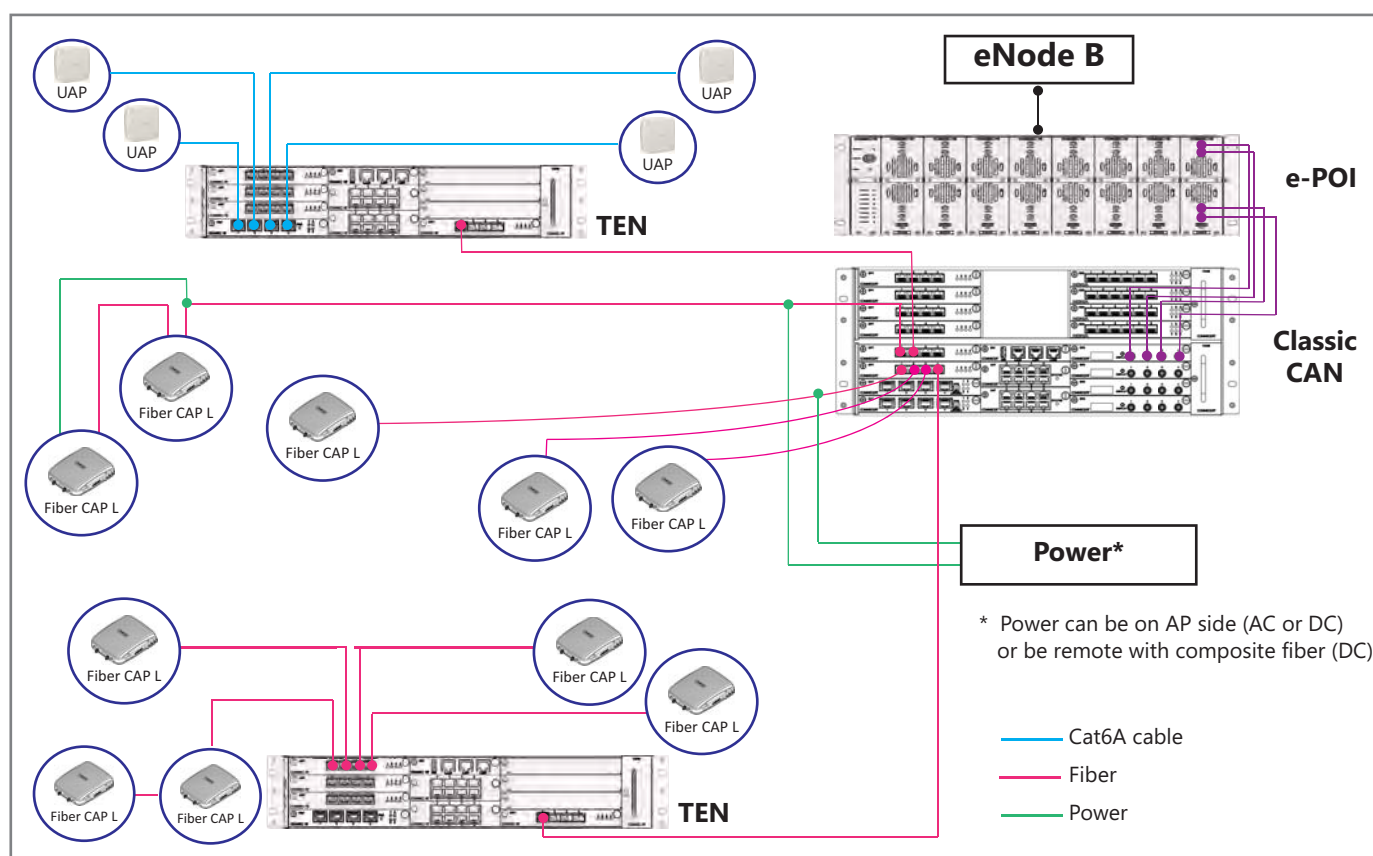 UAP
UAP
UAP
UAP
TEN
eNode B
e-POI
Classic
CAN
Fiber CAP L
Fiber CAP L
Fiber CAP L
Fiber CAP L
Fiber CAP L
Power*
* Power can be on AP side (AC or DC)
or be remote with composite fiber (DC)
Fiber CAP L
Fiber CAP L
Fiber CAP L
Fiber CAP L
Fiber CAP L
TEN
Cat6A cable
Fiber
Power